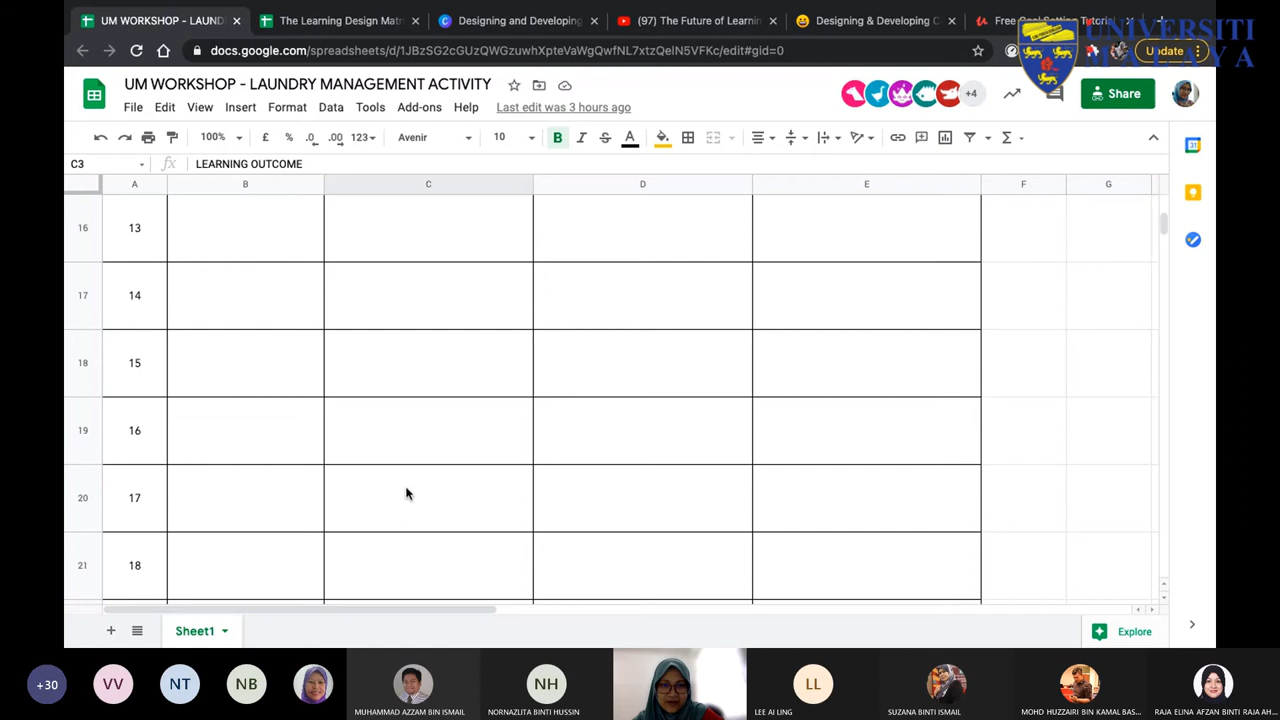 UM WORKSHOP - LAUND
The Learning Design Mat
Designing and Developing
(97) The Future of Learnin
Designing & Developing C
Free Goal Setting Tutorial
UNIVERSITI
MALAYA
docs.google.com/spreadsheets/d/1JBzSG2cGUzQWGzuwhXpteVaWgQwfNL7xtzQelN5VFKc/edit#gid=0
Update
UM WORKSHOP - LAUNDRY MANAGEMENT ACTIVITY
File Edit View Insert Format Data Tools Add-ons Help Last edit was 3 hours ago
+4
Share
100% £ % .0 .00 123 Avenir 10 B I S A
C3 fx LEARNING OUTCOME
A B C D E F G
16 13
17 14
18 15
19 16
20 17
21 18
Sheet1
Explore
+30 VV NT NB NH LL
MUHAMMAD AZZAM BIN ISMAIL
NORNAZLITA BINTI HUSSIN
LEE AI LING
SUZANA BINTI ISMAIL
MOHD HUZZAIRI BIN KAMAL BAS...
RAJA ELINA AFZAN BINTI RAJA AH...